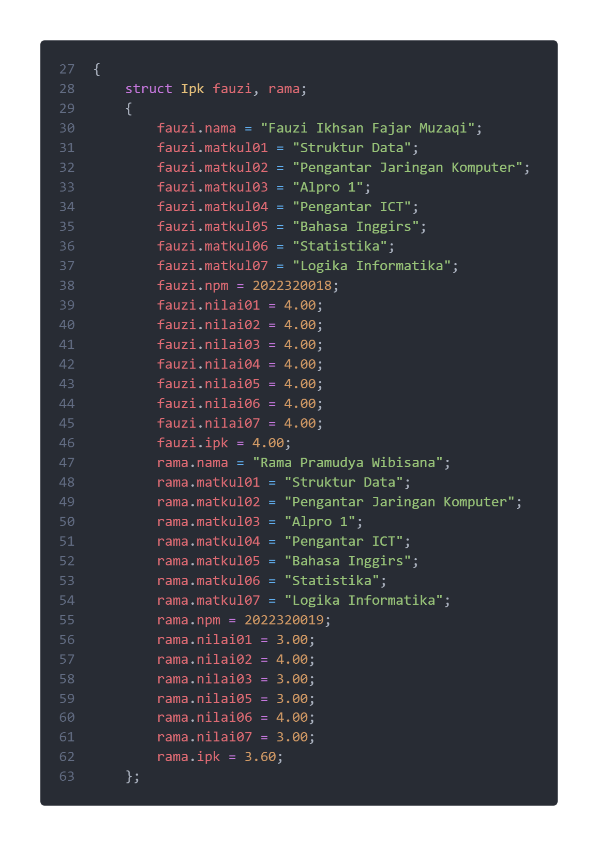 27 {
28     struct Ipk fauzi, rama;
29     {
30         fauzi.nama = "Fauzi Ikhsan Fajar Muzaqi";
31         fauzi.matkul01 = "Struktur Data";
32         fauzi.matkul02 = "Pengantar Jaringan Komputer";
33         fauzi.matkul03 = "Alpro 1";
34         fauzi.matkul04 = "Pengantar ICT";
35         fauzi.matkul05 = "Bahasa Inggirs";
36         fauzi.matkul06 = "Statistika";
37         fauzi.matkul07 = "Logika Informatika";
38         fauzi.npm = 2022320018;
39         fauzi.nilai01 = 4.00;
40         fauzi.nilai02 = 4.00;
41         fauzi.nilai03 = 4.00;
42         fauzi.nilai04 = 4.00;
43         fauzi.nilai05 = 4.00;
44         fauzi.nilai06 = 4.00;
45         fauzi.nilai07 = 4.00;
46         fauzi.ipk = 4.00;
47         rama.nama = "Rama Pramudya Wibisana";
48         rama.matkul01 = "Struktur Data";
49         rama.matkul02 = "Pengantar Jaringan Komputer";
50         rama.matkul03 = "Alpro 1";
51         rama.matkul04 = "Pengantar ICT";
52         rama.matkul05 = "Bahasa Inggirs";
53         rama.matkul06 = "Statistika";
54         rama.matkul07 = "Logika Informatika";
55         rama.npm = 2022320019;
56         rama.nilai01 = 3.00;
57         rama.nilai02 = 4.00;
58         rama.nilai03 = 3.00;
59         rama.nilai05 = 3.00;
60         rama.nilai06 = 4.00;
61         rama.nilai07 = 3.00;
62         rama.ipk = 3.60;
63     };